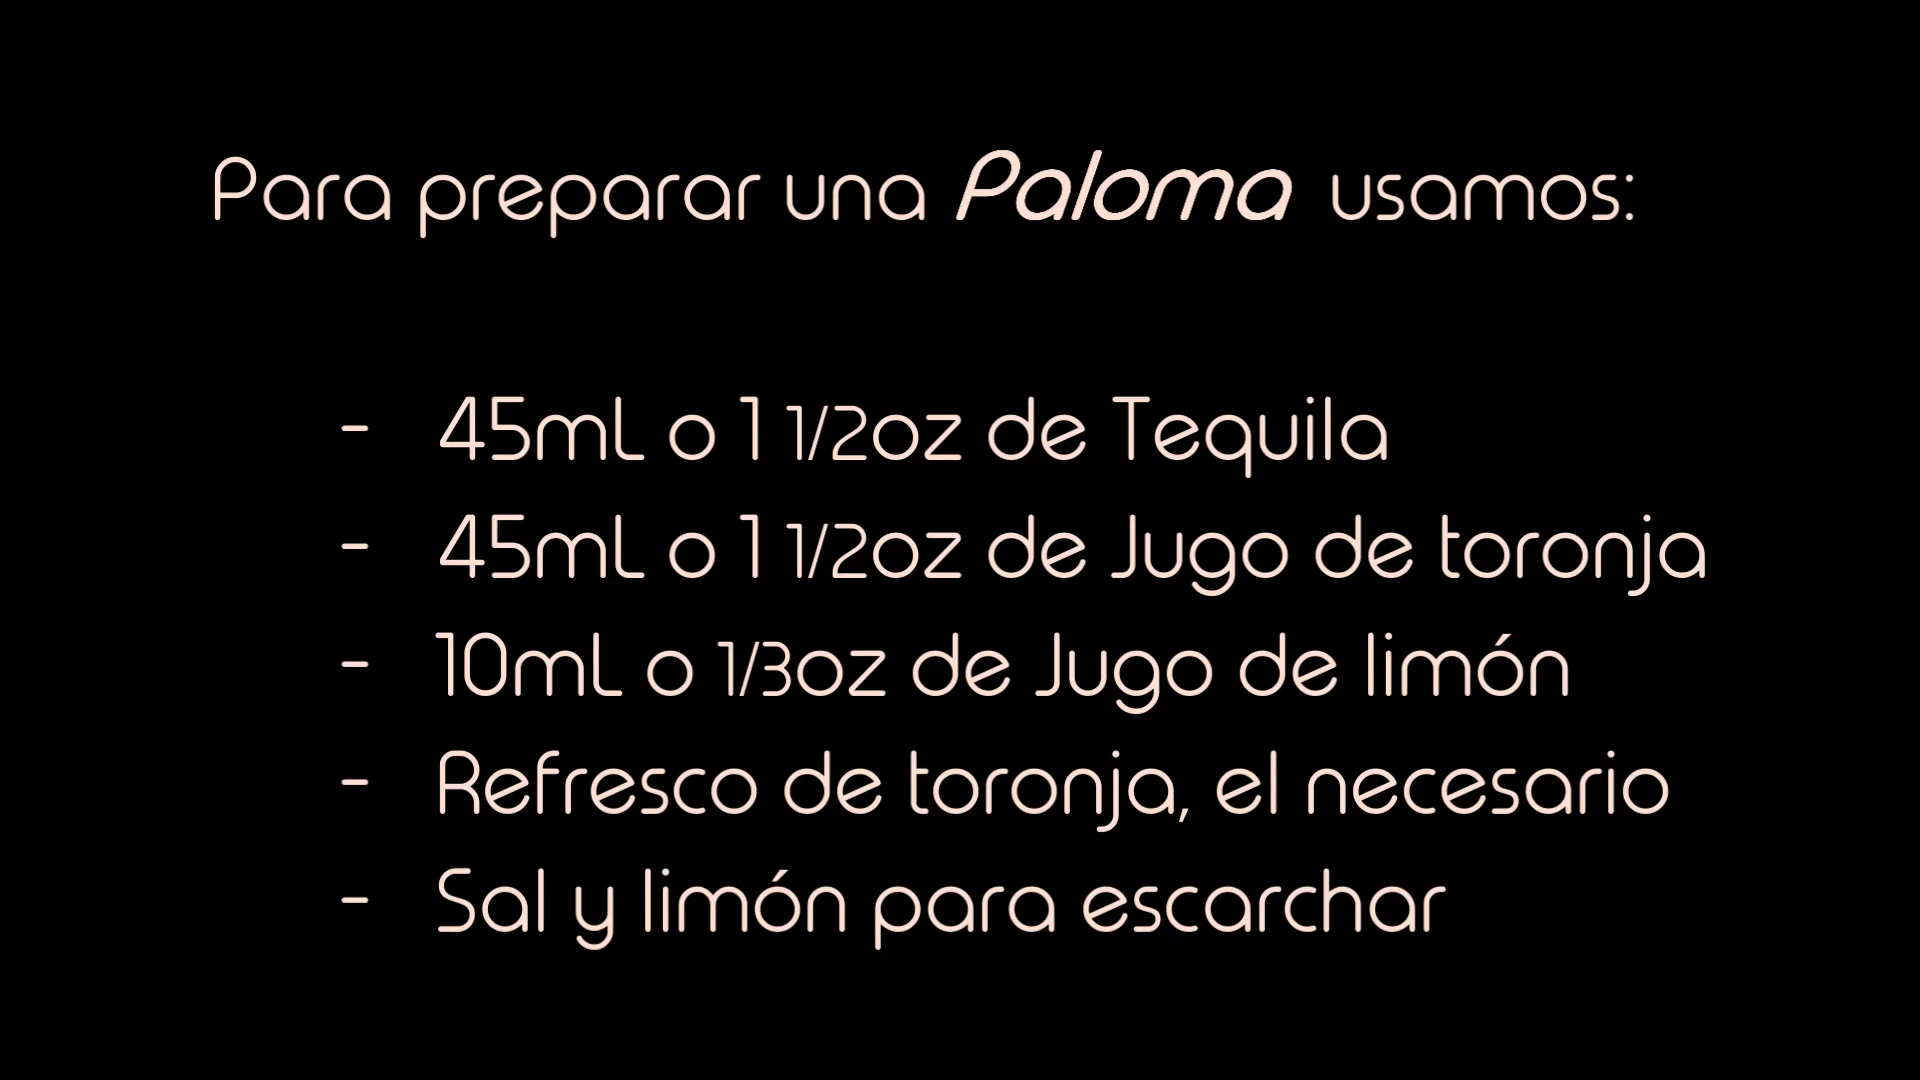 Para preparar una Paloma usamos:
- 45mL o 1 1/2oz de Tequila
- 45mL o 1 1/2oz de Jugo de toronja
- 10mL o 1/3oz de Jugo de limón
- Refresco de toronja, el necesario
- Sal y limón para escarchar